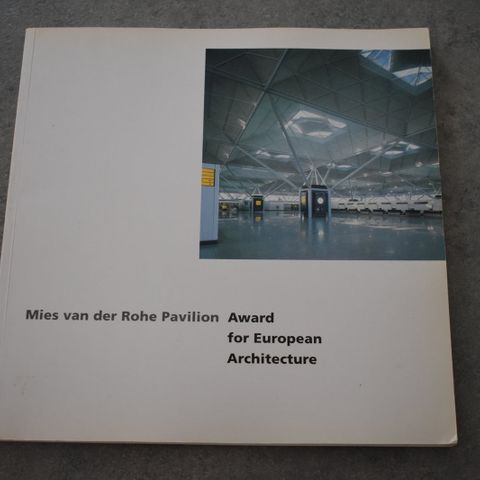 Mies van der Rohe Pavilion Award
for European
Architecture